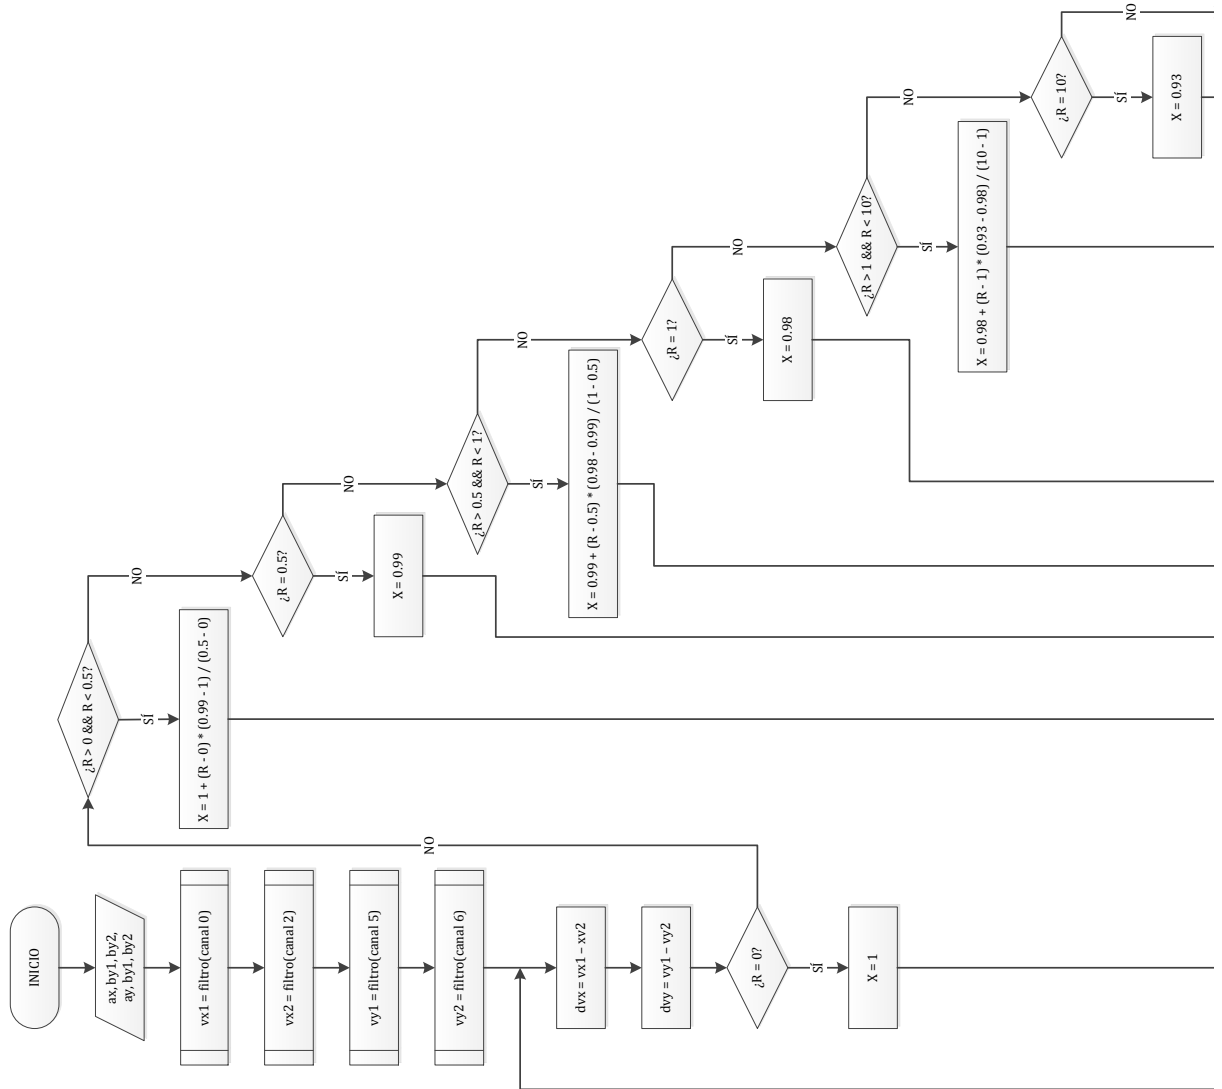 INICIO
ax, by1, by2,
ay, by1, by2
vx1 = filtro(canal 0)
vx2 = filtro(canal 2)
vy1 = filtro(canal 5)
vy2 = filtro(canal 6)
dvx = vx1 – xv2
dvy = vy1 – vy2
¿R = 0?
SÍ
X = 1
NO
¿R > 0 && R < 0.5?
SÍ
X = 1 + (R - 0) * (0.99 - 1) / (0.5 - 0)
NO
¿R = 0.5?
SÍ
X = 0.99
NO
¿R > 0.5 && R < 1?
SÍ
X = 0.99 + (R - 0.5) * (0.98 - 0.99) / (1 - 0.5)
NO
¿R = 1?
SÍ
X = 0.98
NO
¿R > 1 && R < 10?
SÍ
X = 0.98 + (R - 1) * (0.93 - 0.98) / (10 - 1)
NO
¿R = 10?
SÍ
X = 0.93
NO